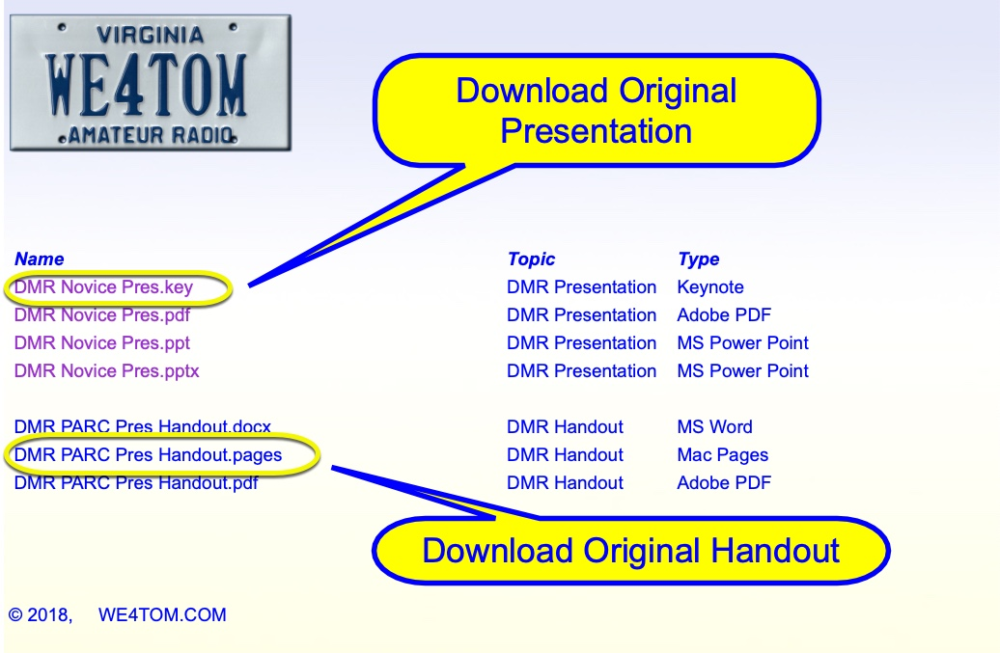 VIRGINIA
WE4TOM
AMATEUR RADIO
Download Original
Presentation
Name Topic Type
DMR Novice Pres.key DMR Presentation Keynote
DMR Novice Pres.pdf DMR Presentation Adobe PDF
DMR Novice Pres.ppt DMR Presentation MS Power Point
DMR Novice Pres.pptx DMR Presentation MS Power Point
DMR PARC Pres Handout.docx DMR Handout MS Word
DMR PARC Pres Handout.pages DMR Handout Mac Pages
DMR PARC Pres Handout.pdf DMR Handout Adobe PDF
Download Original Handout
© 2018, WE4TOM.COM